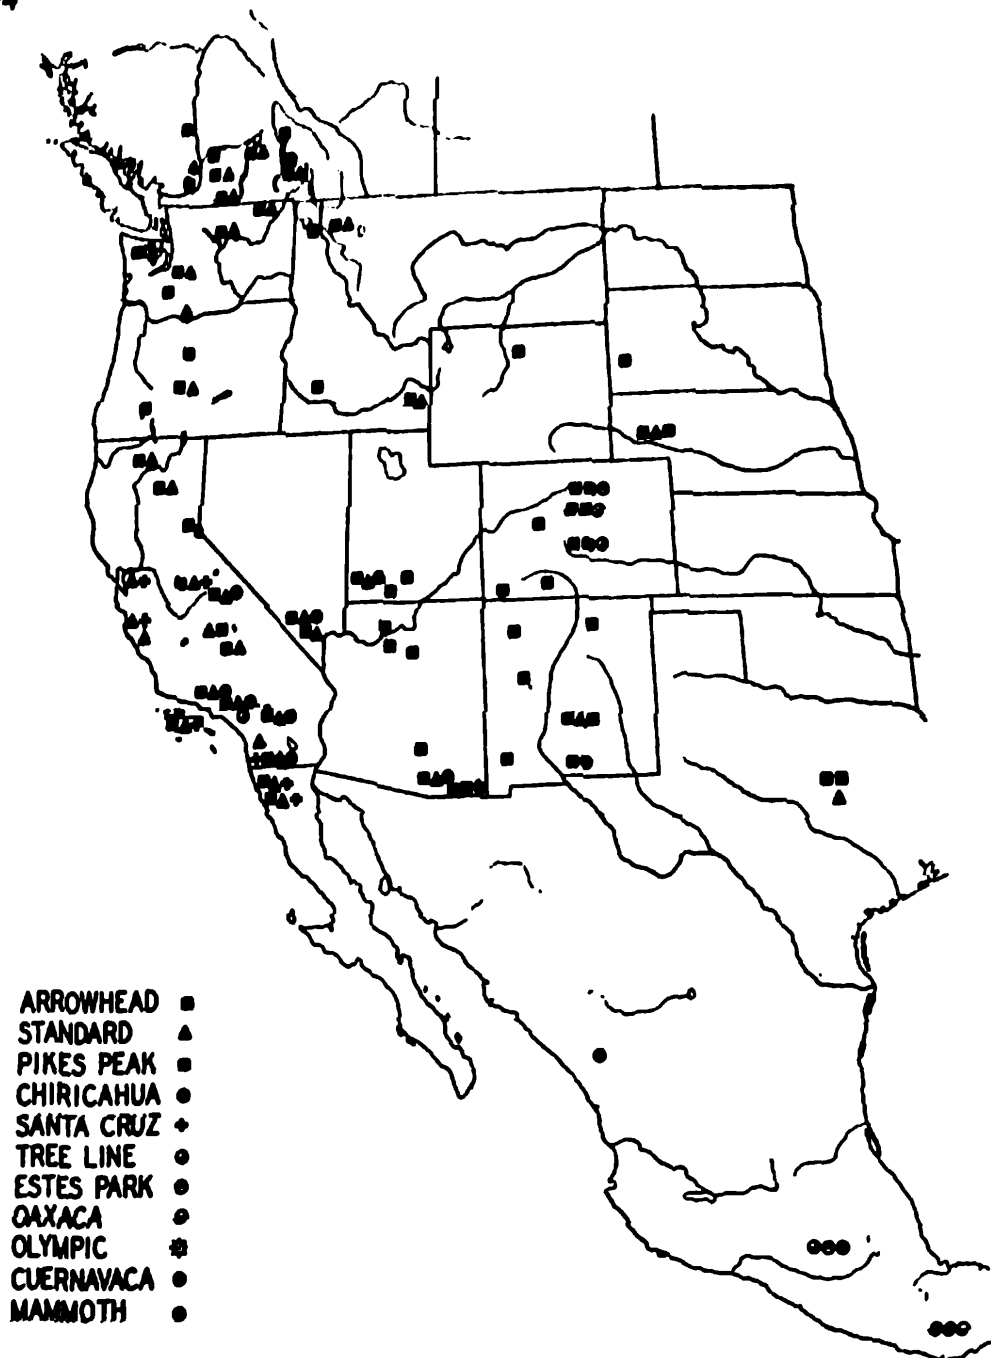 ARROWHEAD
STANDARD
PIKES PEAK
CHIRICAHUA
SANTA CRUZ
TREE LINE
ESTES PARK
OAXACA
OLYMPIC
CUERNAVACA
MAMMOTH